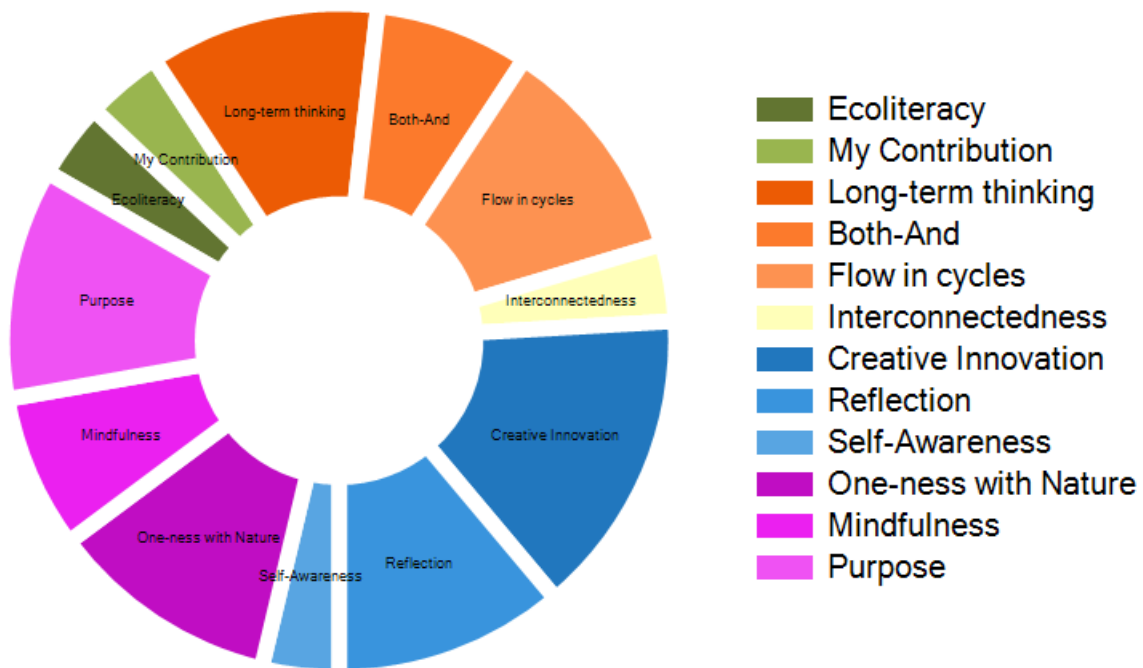 Long-term thinking
Both-And
My Contribution
Flow in cycles
Ecoliteracy
Purpose
Interconnectedness
Mindfulness
Creative Innovation
One-ness with Nature
Reflection
Self-Awareness
Ecoliteracy
My Contribution
Long-term thinking
Both-And
Flow in cycles
Interconnectedness
Creative Innovation
Reflection
Self-Awareness
One-ness with Nature
Mindfulness
Purpose